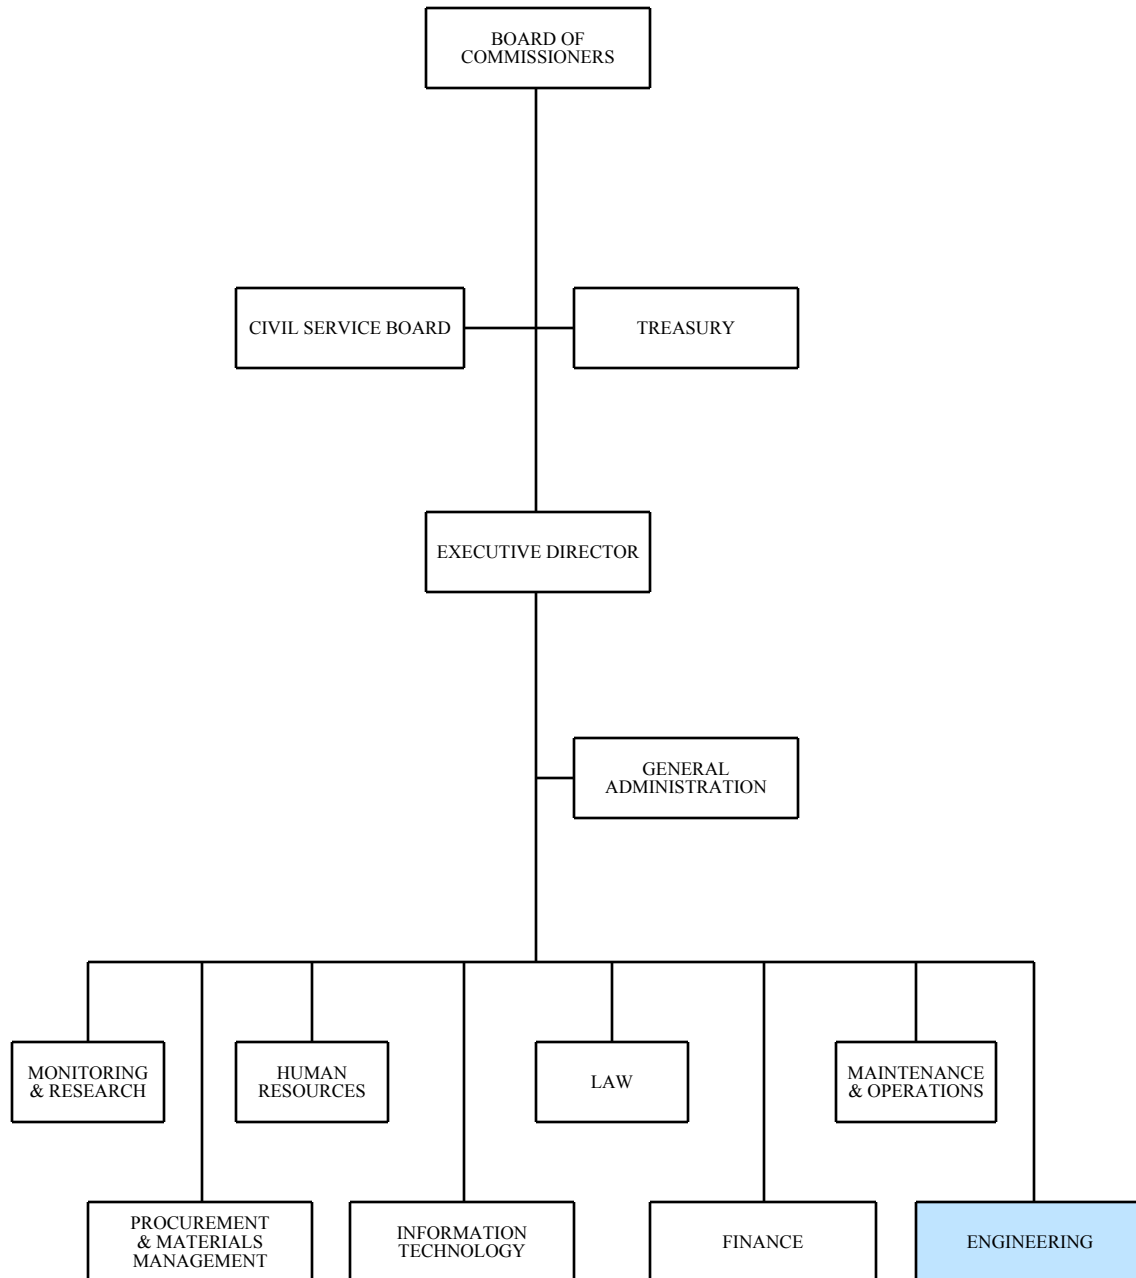 BOARD OF
COMMISSIONERS
CIVIL SERVICE BOARD
TREASURY
EXECUTIVE DIRECTOR
GENERAL
ADMINISTRATION
MONITORING
& RESEARCH
HUMAN
RESOURCES
LAW
MAINTENANCE
& OPERATIONS
PROCUREMENT
& MATERIALS
MANAGEMENT
INFORMATION
TECHNOLOGY
FINANCE
ENGINEERING